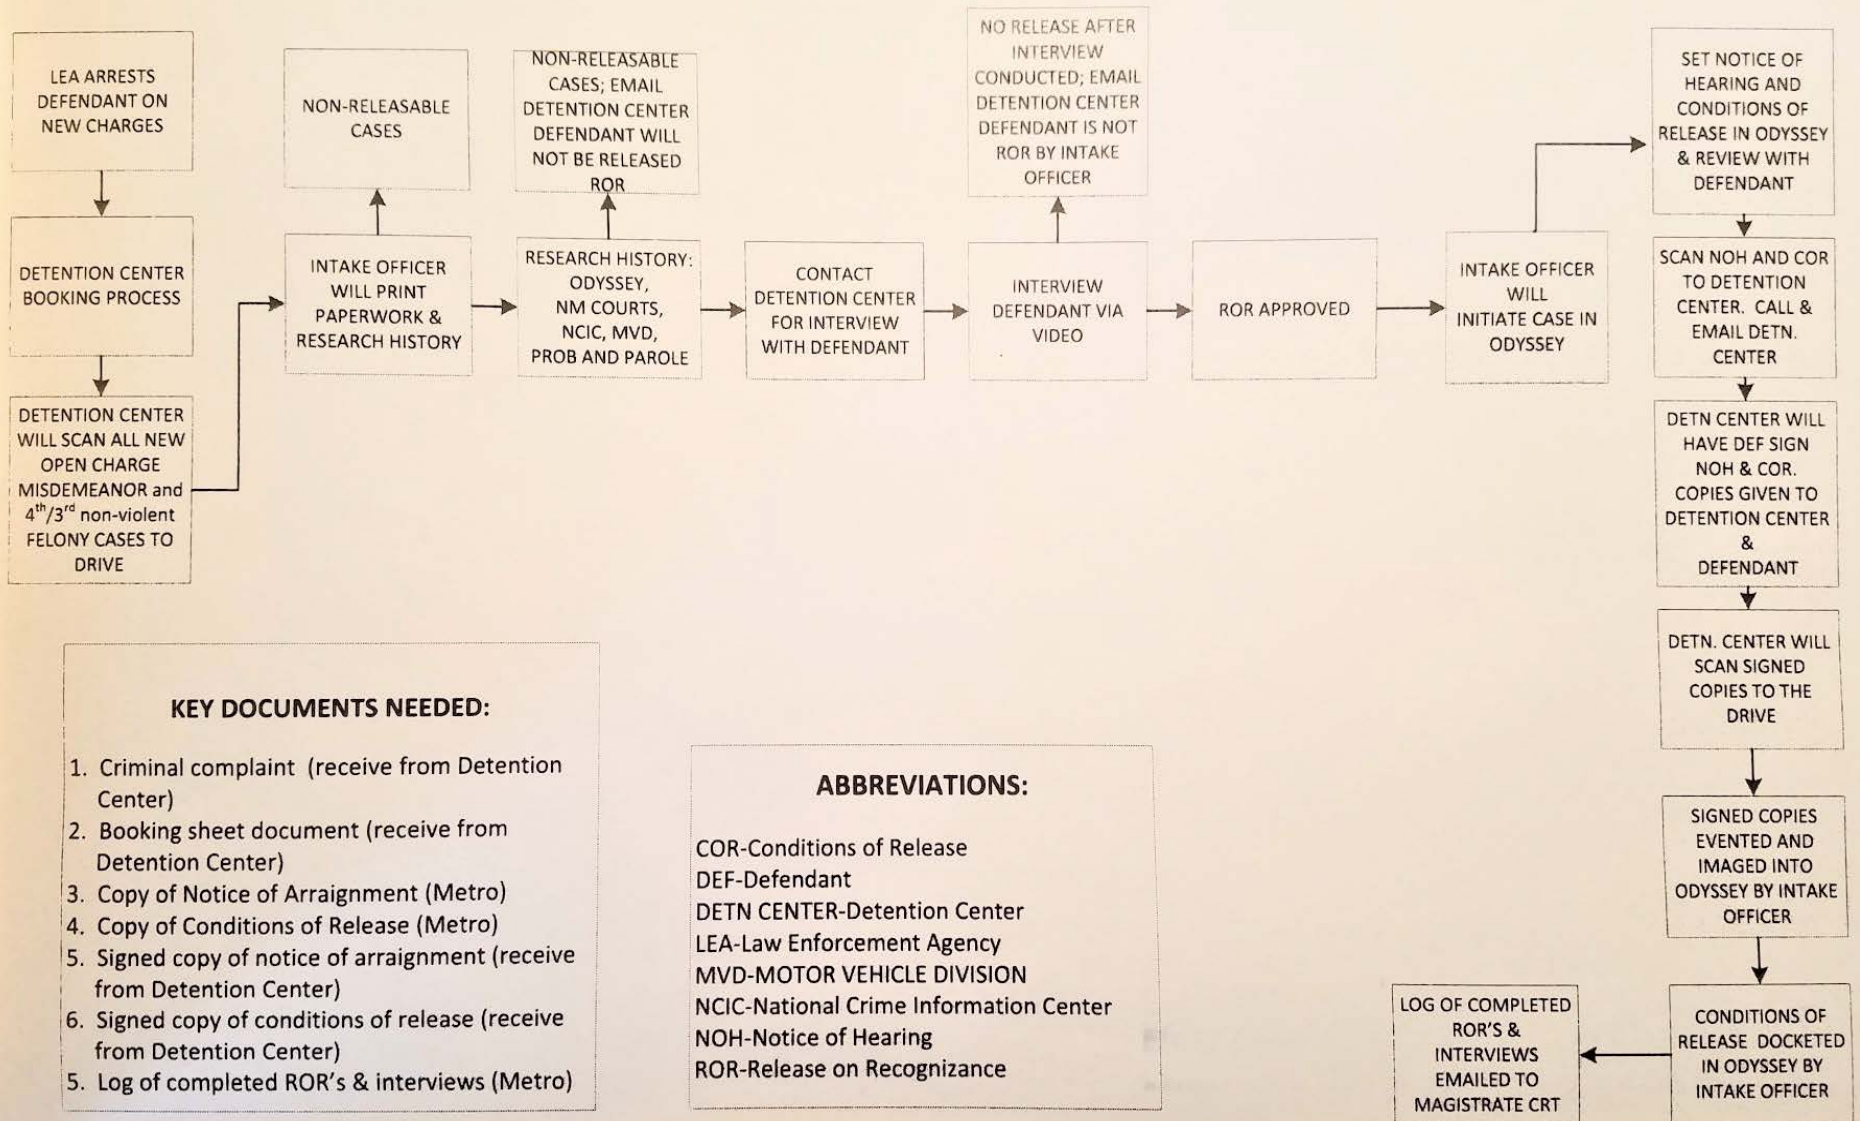 LEA ARRESTS
DEFENDANT ON
NEW CHARGES
DETENTION CENTER
BOOKING PROCESS
DETENTION CENTER
WILL SCAN ALL NEW
OPEN CHARGE
MISDEMEANOR and
4th/3rd non-violent
FELONY CASES TO
DRIVE
NON-RELEASABLE
CASES
INTAKE OFFICER
WILL PRINT
PAPERWORK &
RESEARCH HISTORY
NON-RELEASABLE
CASES; EMAIL
DETENTION CENTER
DEFENDANT WILL
NOT BE RELEASED
ROR
RESEARCH HISTORY:
ODYSSEY,
NM COURTS,
NCIC, MVD,
PROB AND PAROLE
CONTACT
DETENTION CENTER
FOR INTERVIEW
WITH DEFENDANT
NO RELEASE AFTER
INTERVIEW
CONDUCTED; EMAIL
DETENTION CENTER
DEFENDANT IS NOT
ROR BY INTAKE
OFFICER
INTERVIEW
DEFENDANT VIA
VIDEO
ROR APPROVED
INTAKE OFFICER
WILL
INITIATE CASE IN
ODYSSEY
SET NOTICE OF
HEARING AND
CONDITIONS OF
RELEASE IN ODYSSEY
& REVIEW WITH
DEFENDANT
SCAN NOH AND COR
TO DETENTION
CENTER. CALL &
EMAIL DETN.
CENTER
DETN CENTER WILL
HAVE DEF SIGN
NOH & COR.
COPIES GIVEN TO
DETENTION CENTER
&
DEFENDANT
DETN. CENTER WILL
SCAN SIGNED
COPIES TO THE
DRIVE
SIGNED COPIES
EVENTED AND
IMAGED INTO
ODYSSEY BY INTAKE
OFFICER
CONDITIONS OF
RELEASE DOCKETED
IN ODYSSEY BY
INTAKE OFFICER
LOG OF COMPLETED
ROR'S &
INTERVIEWS
EMAILED TO
MAGISTRATE CRT
KEY DOCUMENTS NEEDED:
1. Criminal complaint (receive from Detention
Center)
2. Booking sheet document (receive from
Detention Center)
3. Copy of Notice of Arraignment (Metro)
4. Copy of Conditions of Release (Metro)
5. Signed copy of notice of arraignment (receive
from Detention Center)
6. Signed copy of conditions of release (receive
from Detention Center)
5. Log of completed ROR's & interviews (Metro)
ABBREVIATIONS:
COR-Conditions of Release
DEF-Defendant
DETN CENTER-Detention Center
LEA-Law Enforcement Agency
MVD-MOTOR VEHICLE DIVISION
NCIC-National Crime Information Center
NOH-Notice of Hearing
ROR-Release on Recognizance